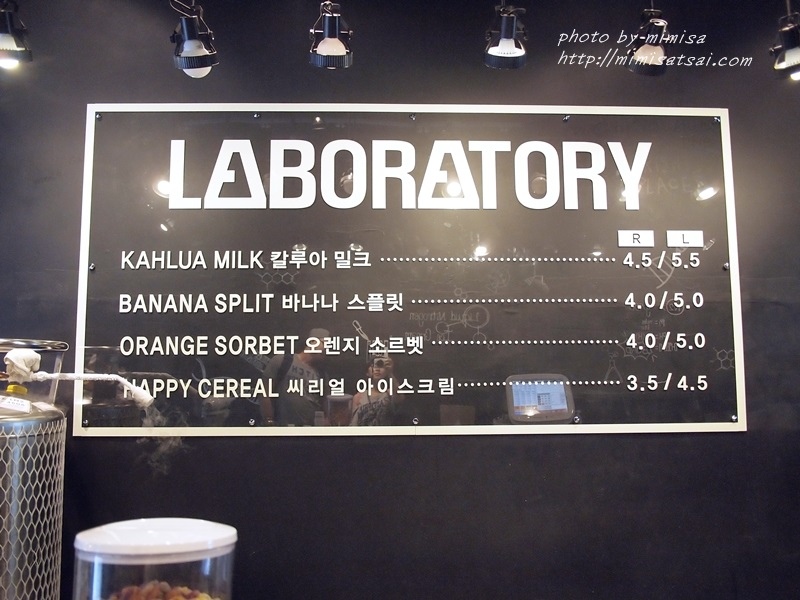 photo by-mimisa
http://mimisatsai.com
LABORATORY
R L
KAHLUA MILK 칼루아 밀크 4.5 / 5.5
BANANA SPLIT 바나나 스플릿 4.0 / 5.0
ORANGE SORBET 오렌지 소르벳 4.0 / 5.0
HAPPY CEREAL 씨리얼 아이스크림 3.5 / 4.5